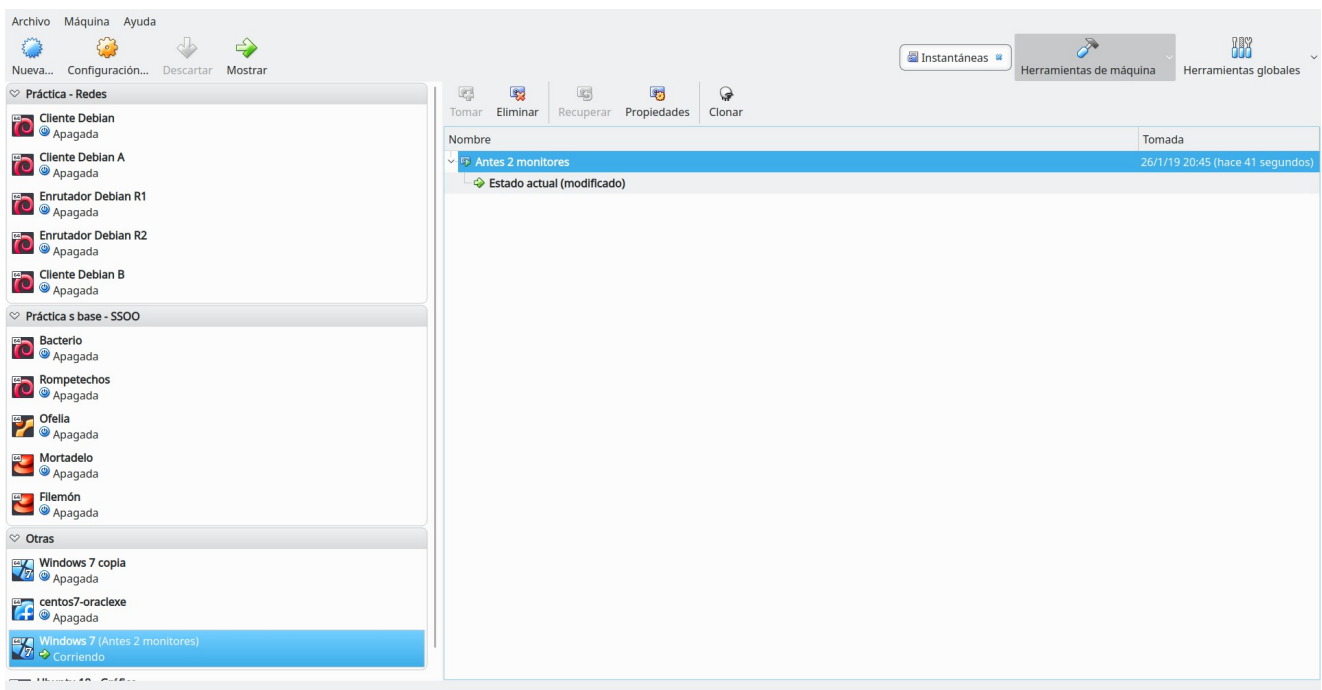 Archivo Máquina Ayuda
Nueva... Configuración... Descartar Mostrar
Instantáneas
Herramientas de máquina
Herramientas globales
Práctica - Redes
Cliente Debian
Apagada
Cliente Debian A
Apagada
Enrutador Debian R1
Apagada
Enrutador Debian R2
Apagada
Cliente Debian B
Apagada
Práctica s base - SSOO
Bacterio
Apagada
Rompetechos
Apagada
Ofelia
Apagada
Mortadelo
Apagada
Filemón
Apagada
Otras
Windows 7 copia
Apagada
centos7-oraclexe
Apagada
Windows 7 (Antes 2 monitores)
Corriendo
Tomar Eliminar Recuperar Propiedades Clonar
Nombre Tomada
Antes 2 monitores 26/1/19 20:45 (hace 41 segundos)
Estado actual (modificado)